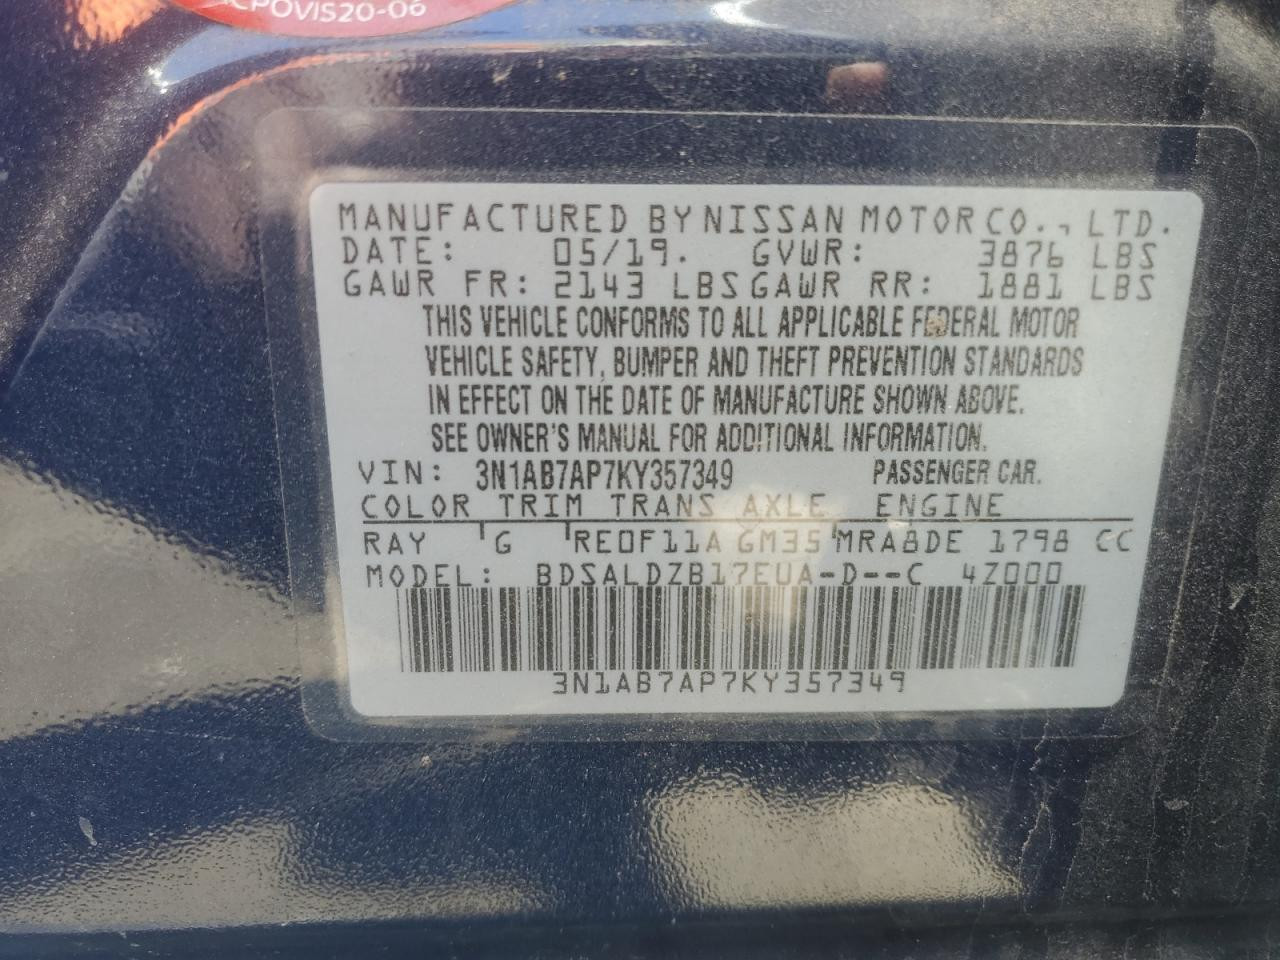 CPOVIS20-06
MANUFACTURED BY NISSAN MOTOR CO., LTD.
DATE: 05/19. GVWR: 3876 LBS
GAWR FR: 2143 LBS GAWR RR: 1881 LBS
THIS VEHICLE CONFORMS TO ALL APPLICABLE FEDERAL MOTOR
VEHICLE SAFETY, BUMPER AND THEFT PREVENTION STANDARDS
IN EFFECT ON THE DATE OF MANUFACTURE SHOWN ABOVE.
SEE OWNER'S MANUAL FOR ADDITIONAL INFORMATION.
VIN: 3N1AB7AP7KY357349 PASSENGER CAR.
COLOR TRIM TRANS AXLE ENGINE
RAY G RE0F11A GM35 MRA8DE 1798 CC
MODEL: BDSALDZB17EUA-D--C 4Z000
3N1AB7AP7KY357349